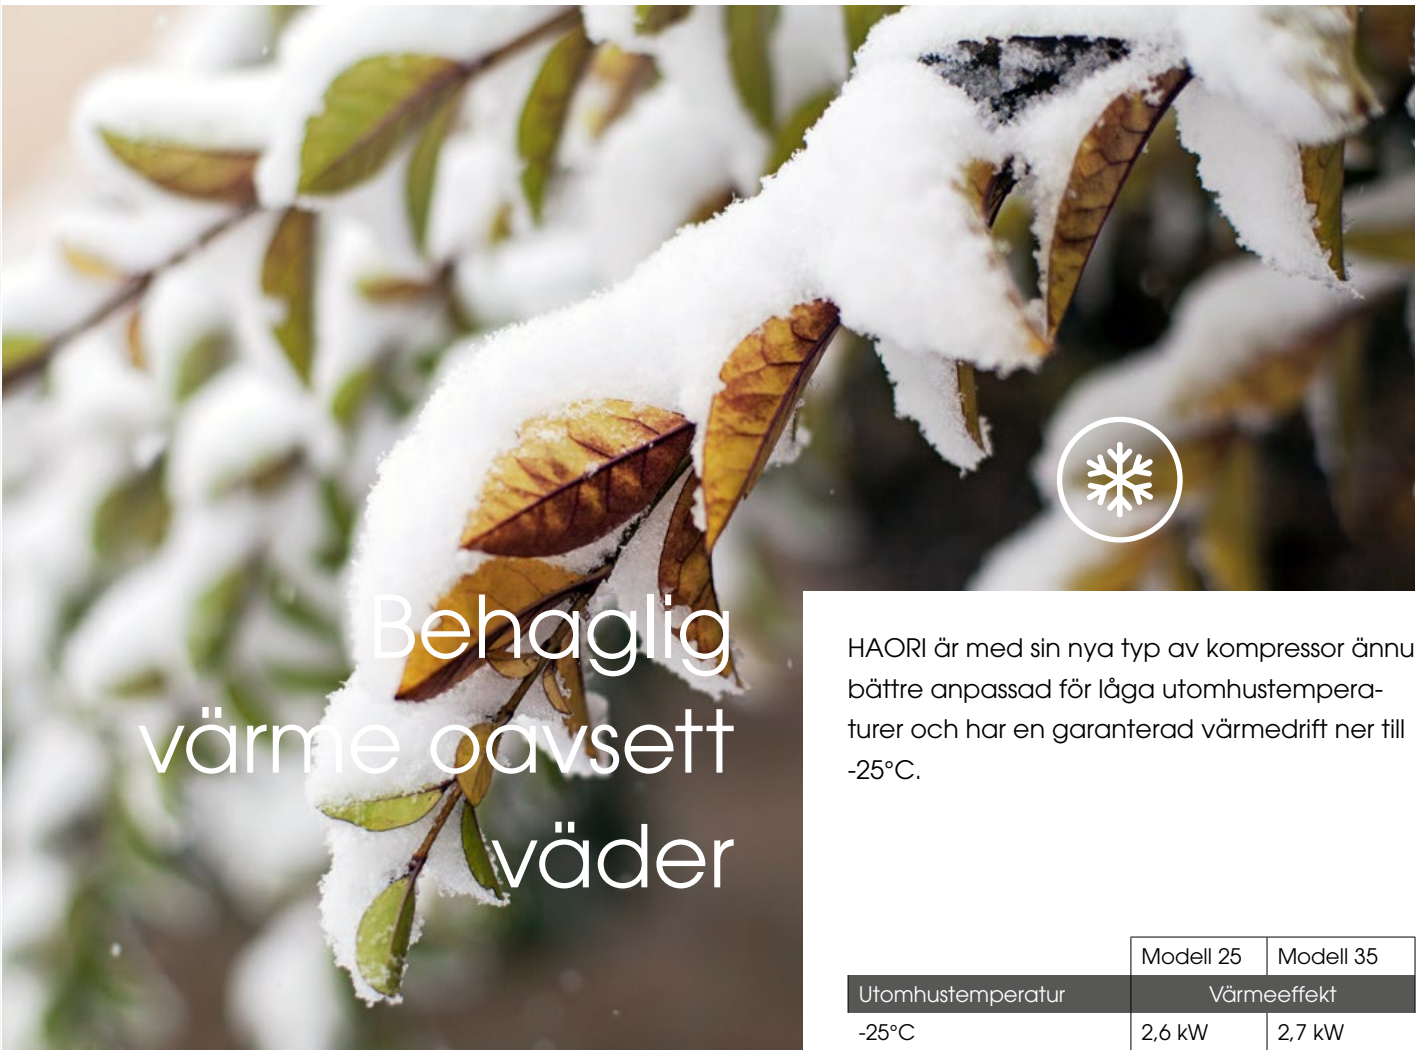 Behaglig
värme oavsett
väder
HAORI är med sin nya typ av kompressor ännu
bättre anpassad för låga utomhustempera-
turer och har en garanterad värmedrift ner till
-25°C.
Modell 25 Modell 35
Utomhustemperatur Värmeeffekt
-25°C 2,6 kW 2,7 kW